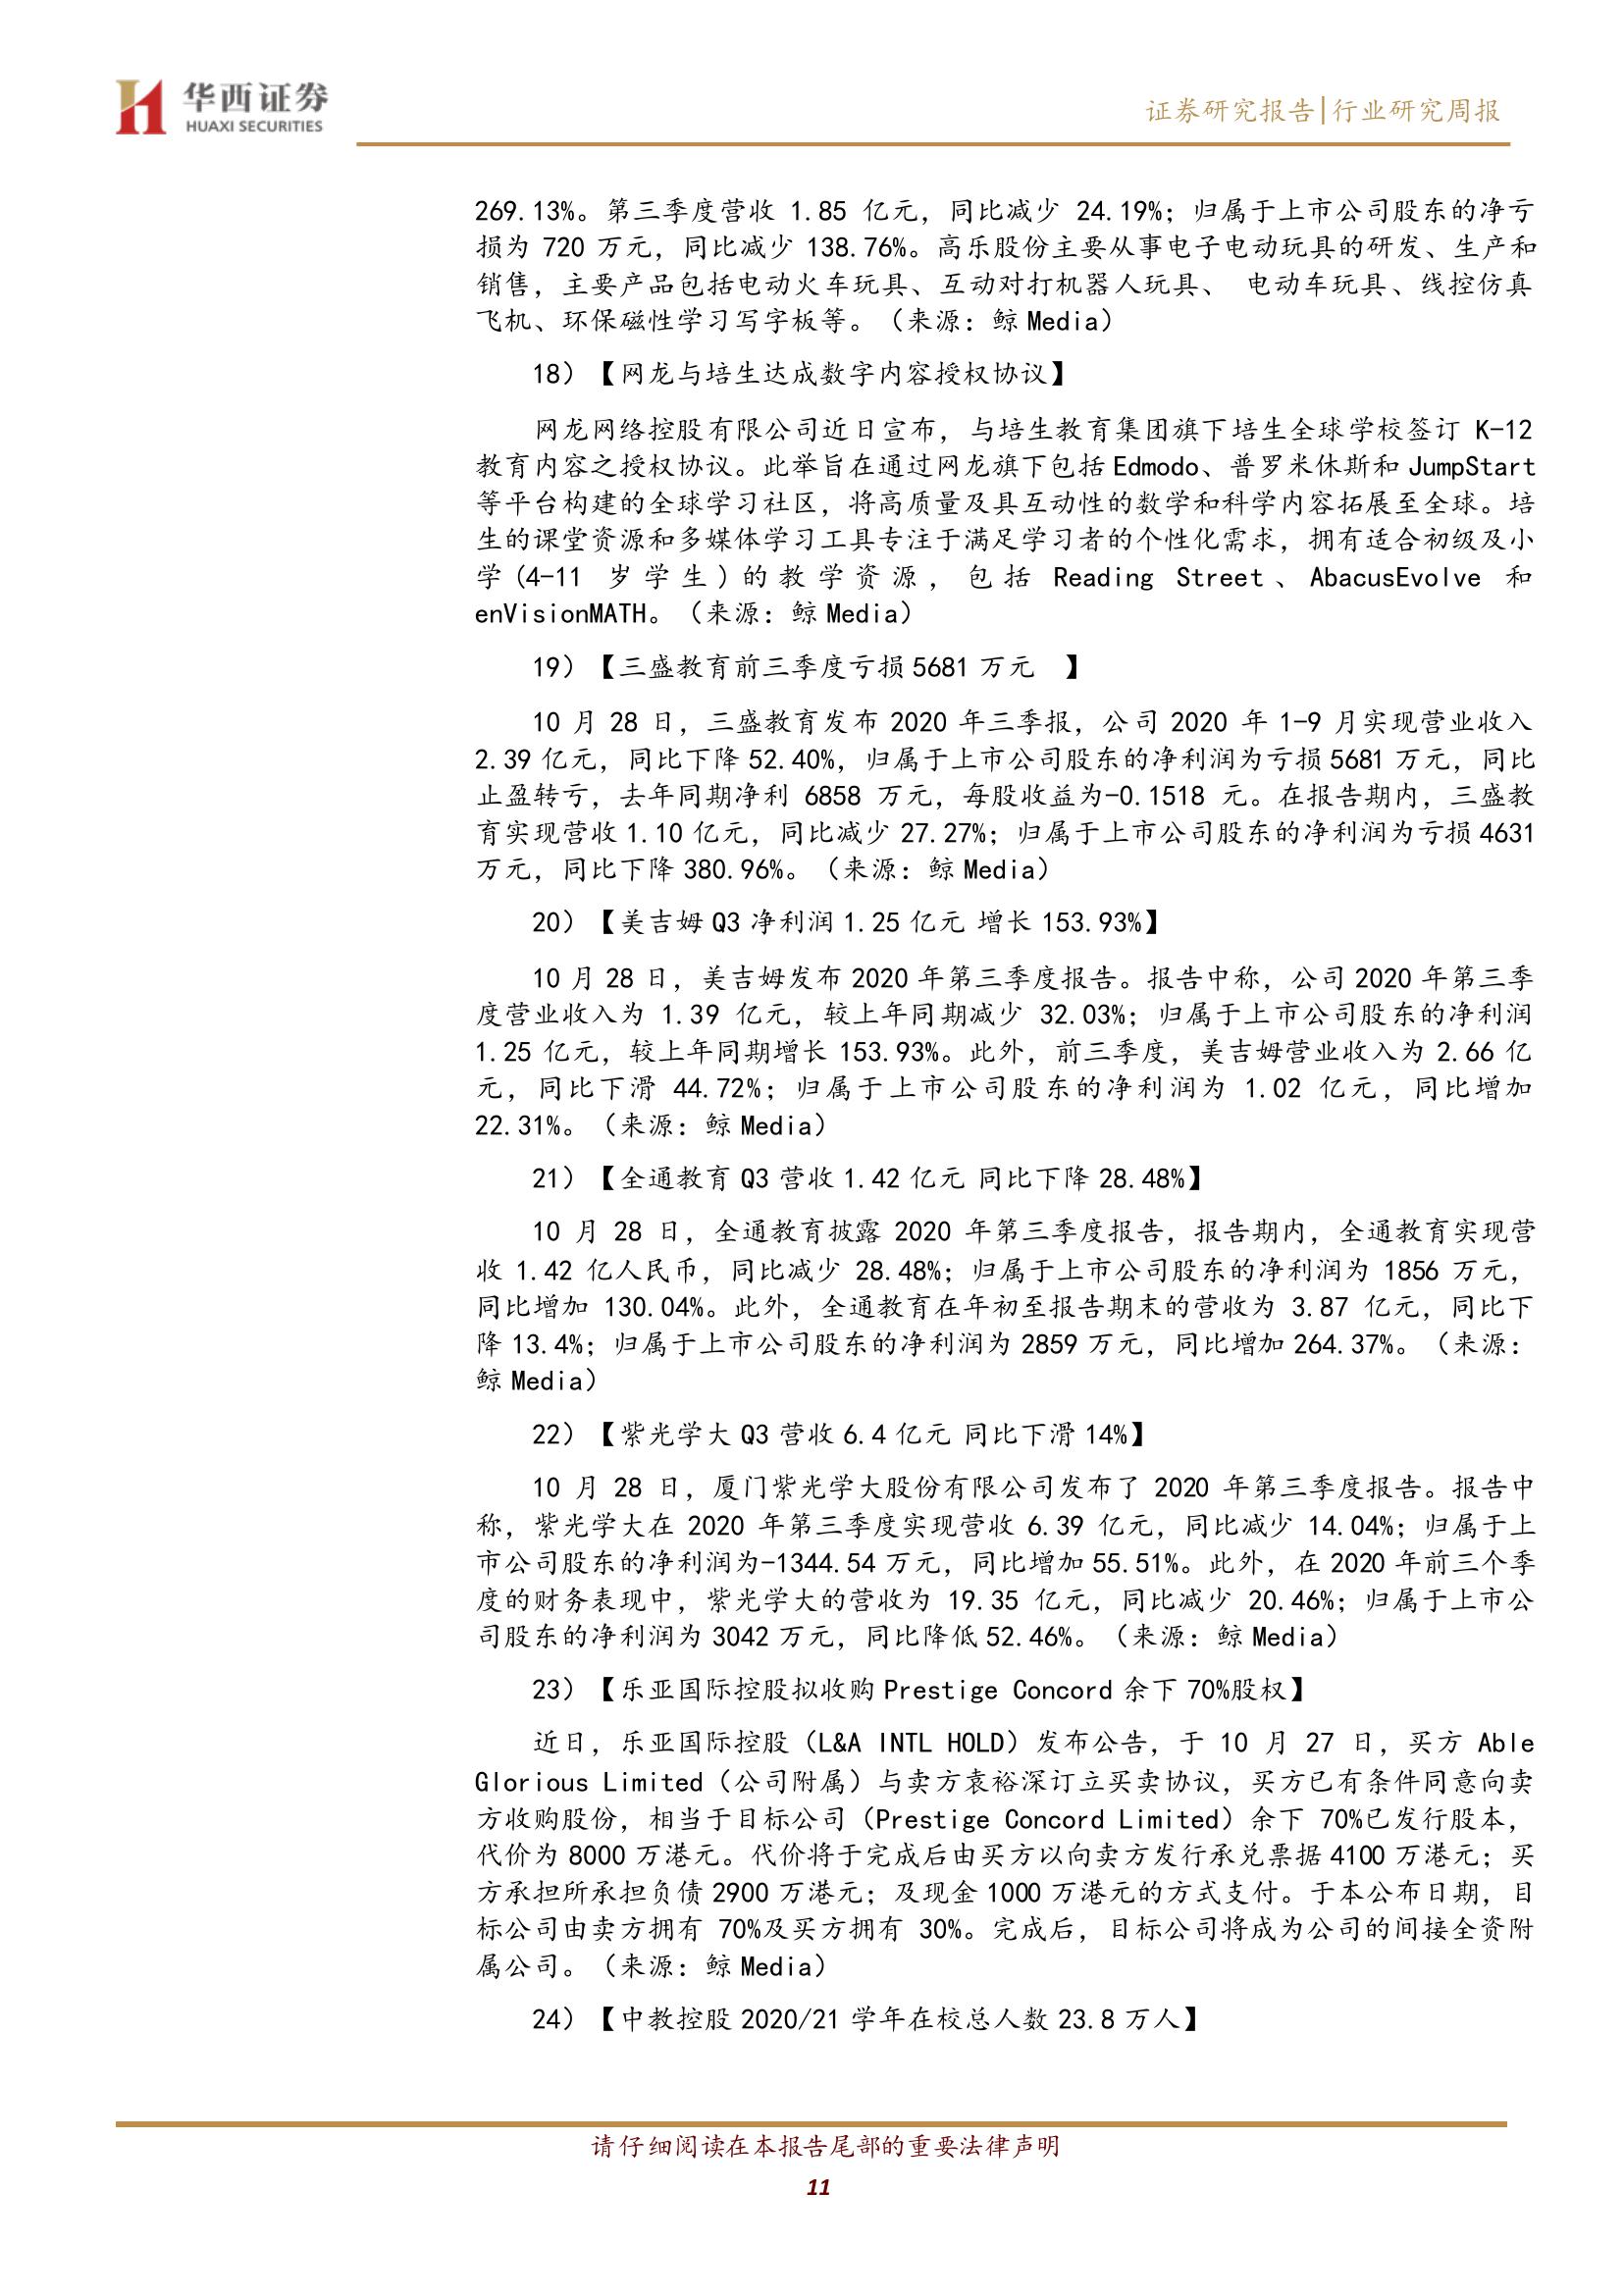 华西证券
HUAXI SECURITIES
证券研究报告|行业研究周报
269.13%。第三季度营收 1.85 亿元，同比减少 24.19%；归属于上市公司股东的净亏
损为 720 万元，同比减少 138.76%。高乐股份主要从事电子电动玩具的研发、生产和
销售，主要产品包括电动火车玩具、互动对打机器人玩具、 电动车玩具、线控仿真
飞机、环保磁性学习写字板等。（来源：鲸 Media）
18）【网龙与培生达成数字内容授权协议】
网龙网络控股有限公司近日宣布，与培生教育集团旗下培生全球学校签订 K-12
教育内容之授权协议。此举旨在通过网龙旗下包括 Edmodo、普罗米休斯和 JumpStart
等平台构建的全球学习社区，将高质量及具互动性的数学和科学内容拓展至全球。培
生的课堂资源和多媒体学习工具专注于满足学习者的个性化需求，拥有适合初级及小
学(4-11 岁学生)的教学资源，包括 Reading Street、AbacusEvolve 和
enVisionMATH。（来源：鲸 Media）
19）【三盛教育前三季度亏损 5681 万元 】
10 月 28 日，三盛教育发布 2020 年三季报，公司 2020 年 1-9 月实现营业收入
2.39 亿元，同比下降 52.40%，归属于上市公司股东的净利润为亏损 5681 万元，同比
止盈转亏，去年同期净利 6858 万元，每股收益为-0.1518 元。在报告期内，三盛教
育实现营收 1.10 亿元，同比减少 27.27%；归属于上市公司股东的净利润为亏损 4631
万元，同比下降 380.96%。（来源：鲸 Media）
20）【美吉姆 Q3 净利润 1.25 亿元 增长 153.93%】
10 月 28 日，美吉姆发布 2020 年第三季度报告。报告中称，公司 2020 年第三季
度营业收入为 1.39 亿元，较上年同期减少 32.03%；归属于上市公司股东的净利润
1.25 亿元，较上年同期增长 153.93%。此外，前三季度，美吉姆营业收入为 2.66 亿
元，同比下滑 44.72%；归属于上市公司股东的净利润为 1.02 亿元，同比增加
22.31%。（来源：鲸 Media）
21）【全通教育 Q3 营收 1.42 亿元 同比下降 28.48%】
10 月 28 日，全通教育披露 2020 年第三季度报告，报告期内，全通教育实现营
收 1.42 亿人民币，同比减少 28.48%；归属于上市公司股东的净利润为 1856 万元，
同比增加 130.04%。此外，全通教育在年初至报告期末的营收为 3.87 亿元，同比下
降 13.4%；归属于上市公司股东的净利润为 2859 万元，同比增加 264.37%。（来源：
鲸 Media）
22）【紫光学大 Q3 营收 6.4 亿元 同比下滑 14%】
10 月 28 日，厦门紫光学大股份有限公司发布了 2020 年第三季度报告。报告中
称，紫光学大在 2020 年第三季度实现营收 6.39 亿元，同比减少 14.04%；归属于上
市公司股东的净利润为-1344.54 万元，同比增加 55.51%。此外，在 2020 年前三个季
度的财务表现中，紫光学大的营收为 19.35 亿元，同比减少 20.46%；归属于上市公
司股东的净利润为 3042 万元，同比降低 52.46%。（来源：鲸 Media）
23）【乐亚国际控股拟收购 Prestige Concord 余下 70%股权】
近日，乐亚国际控股（L&A INTL HOLD）发布公告，于 10 月 27 日，买方 Able
Glorious Limited（公司附属）与卖方袁裕深订立买卖协议，买方已有条件同意向卖
方收购股份，相当于目标公司（Prestige Concord Limited）余下 70%已发行股本，
代价为 8000 万港元。代价将于完成后由买方以向卖方发行承兑票据 4100 万港元；买
方承担所承担负债 2900 万港元；及现金 1000 万港元的方式支付。于本公布日期，目
标公司由卖方拥有 70%及买方拥有 30%。完成后，目标公司将成为公司的间接全资附
属公司。（来源：鲸 Media）
24）【中教控股 2020/21 学年在校总人数 23.8 万人】
请仔细阅读在本报告尾部的重要法律声明
11